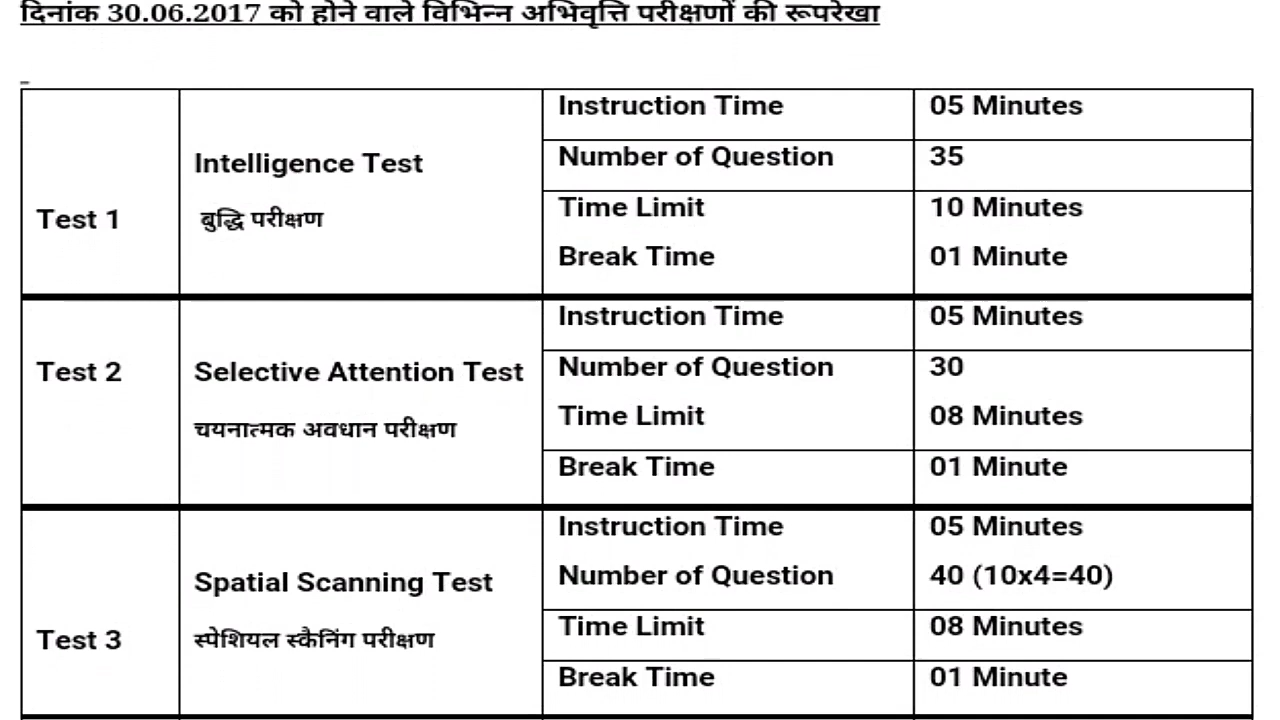 दिनांक 30.06.2017 को होने वाले विभिन्न अभिवृत्ति परीक्षणों की रूपरेखा
Test 1
Intelligence Test
बुद्धि परीक्षण
Instruction Time 05 Minutes
Number of Question 35
Time Limit 10 Minutes
Break Time 01 Minute
Test 2
Selective Attention Test
चयनात्मक अवधान परीक्षण
Instruction Time 05 Minutes
Number of Question 30
Time Limit 08 Minutes
Break Time 01 Minute
Test 3
Spatial Scanning Test
स्पेशियल स्कैनिंग परीक्षण
Instruction Time 05 Minutes
Number of Question 40 (10x4=40)
Time Limit 08 Minutes
Break Time 01 Minute